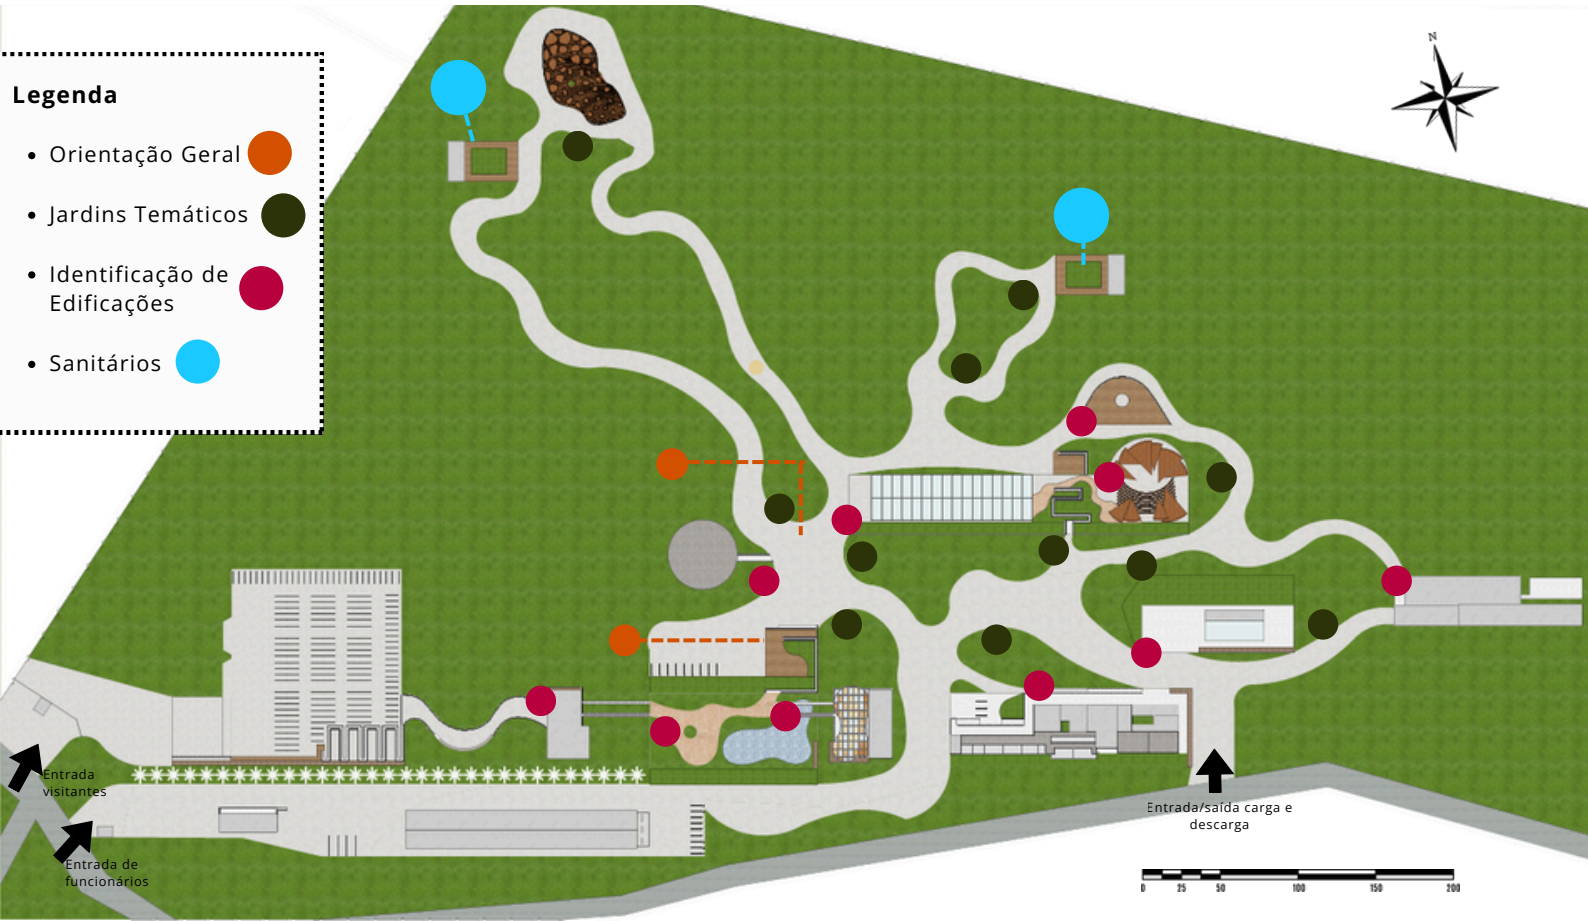 N
Legenda
Orientação Geral
Jardins Temáticos
Identificação de
Edificações
Sanitários
Entrada
visitantes
Entrada de
funcionários
Entrada/saída carga e
descarga
0 25 50 100 150 200